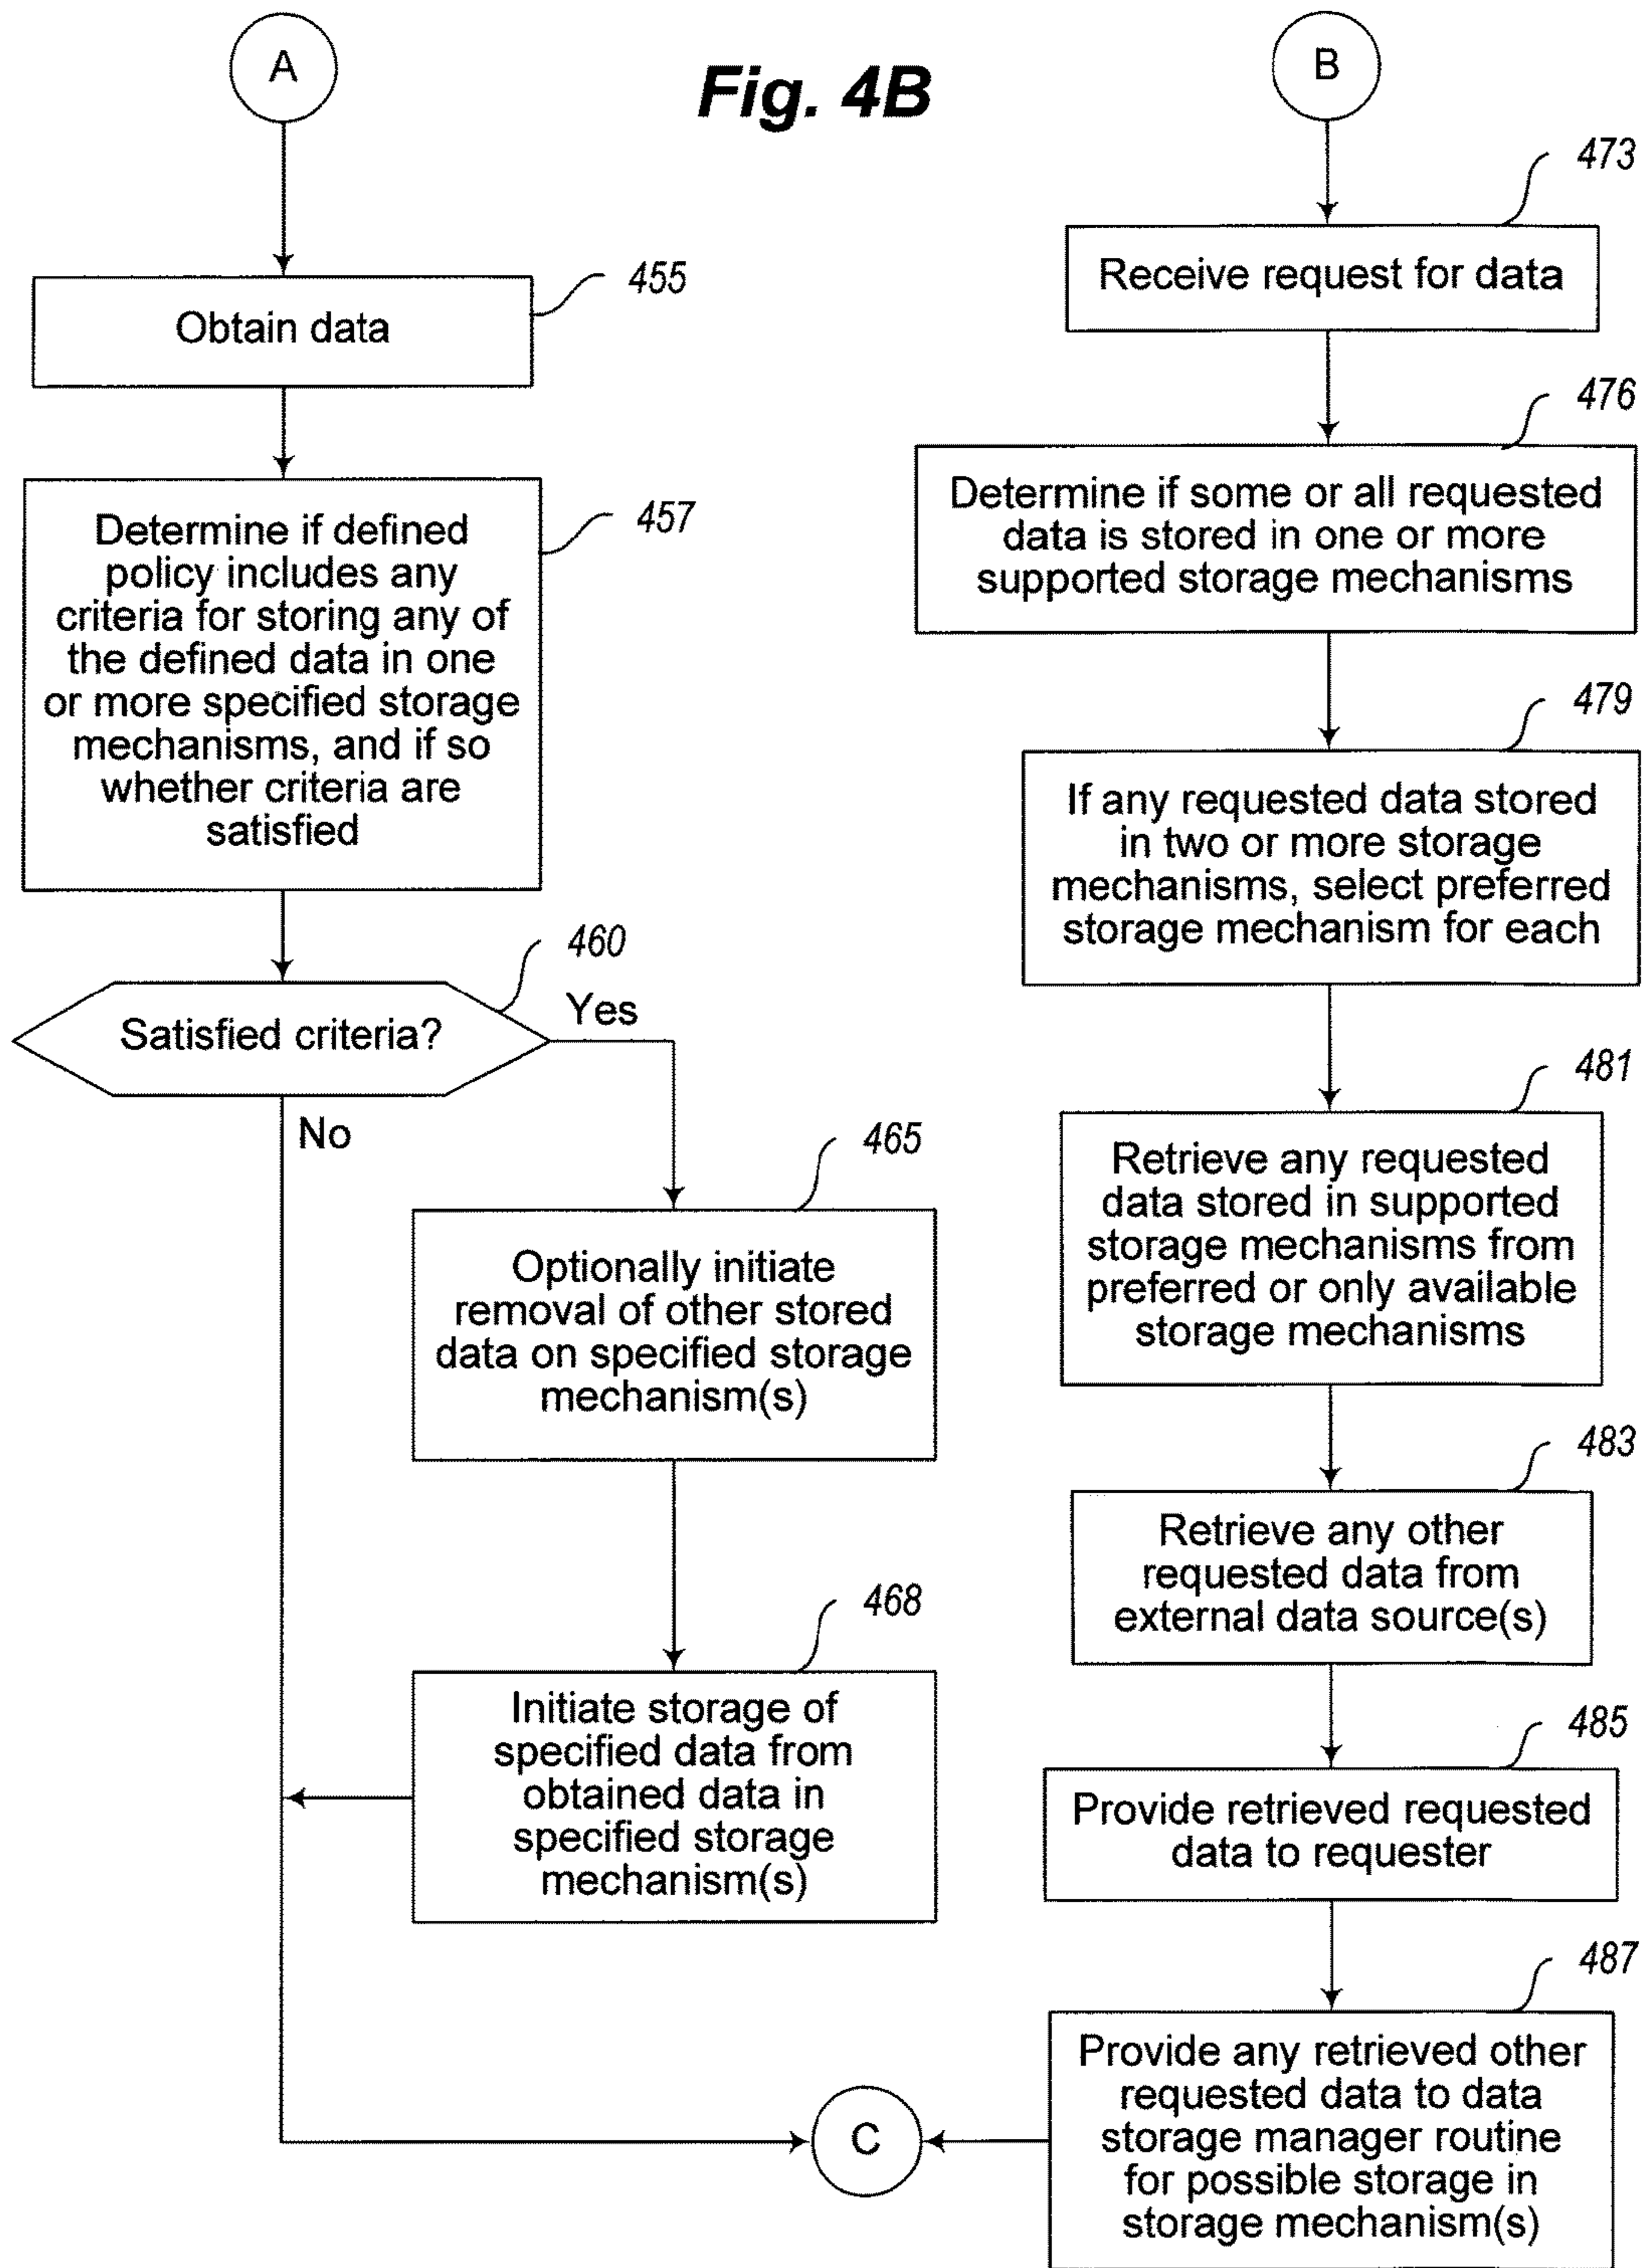 Fig. 4B
A
455
Obtain data
457
Determine if defined
policy includes any
criteria for storing any of
the defined data in one
or more specified storage
mechanisms, and if so
whether criteria are
satisfied
460
Satisfied criteria?
Yes
No
465
Optionally initiate
removal of other stored
data on specified storage
mechanism(s)
468
Initiate storage of
specified data from
obtained data in
specified storage
mechanism(s)
B
473
Receive request for data
476
Determine if some or all requested
data is stored in one or more
supported storage mechanisms
479
If any requested data stored
in two or more storage
mechanisms, select preferred
storage mechanism for each
481
Retrieve any requested
data stored in supported
storage mechanisms from
preferred or only available
storage mechanisms
483
Retrieve any other
requested data from
external data source(s)
485
Provide retrieved requested
data to requester
487
Provide any retrieved other
requested data to data
storage manager routine
for possible storage in
storage mechanism(s)
C